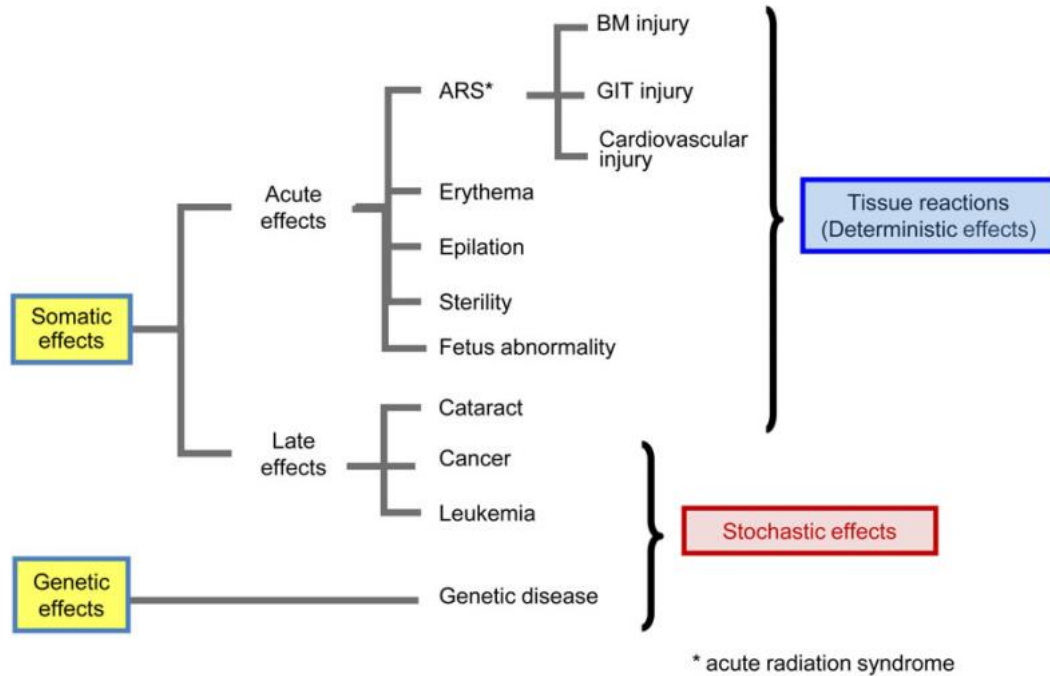 BM injury
ARS*
GIT injury
Cardiovascular
injury
Acute
effects
Erythema
Tissue reactions
(Deterministic effects)
Epilation
Somatic
effects
Sterility
Fetus abnormality
Late
effects
Cataract
Cancer
Leukemia
Stochastic effects
Genetic
effects
Genetic disease
* acute radiation syndrome